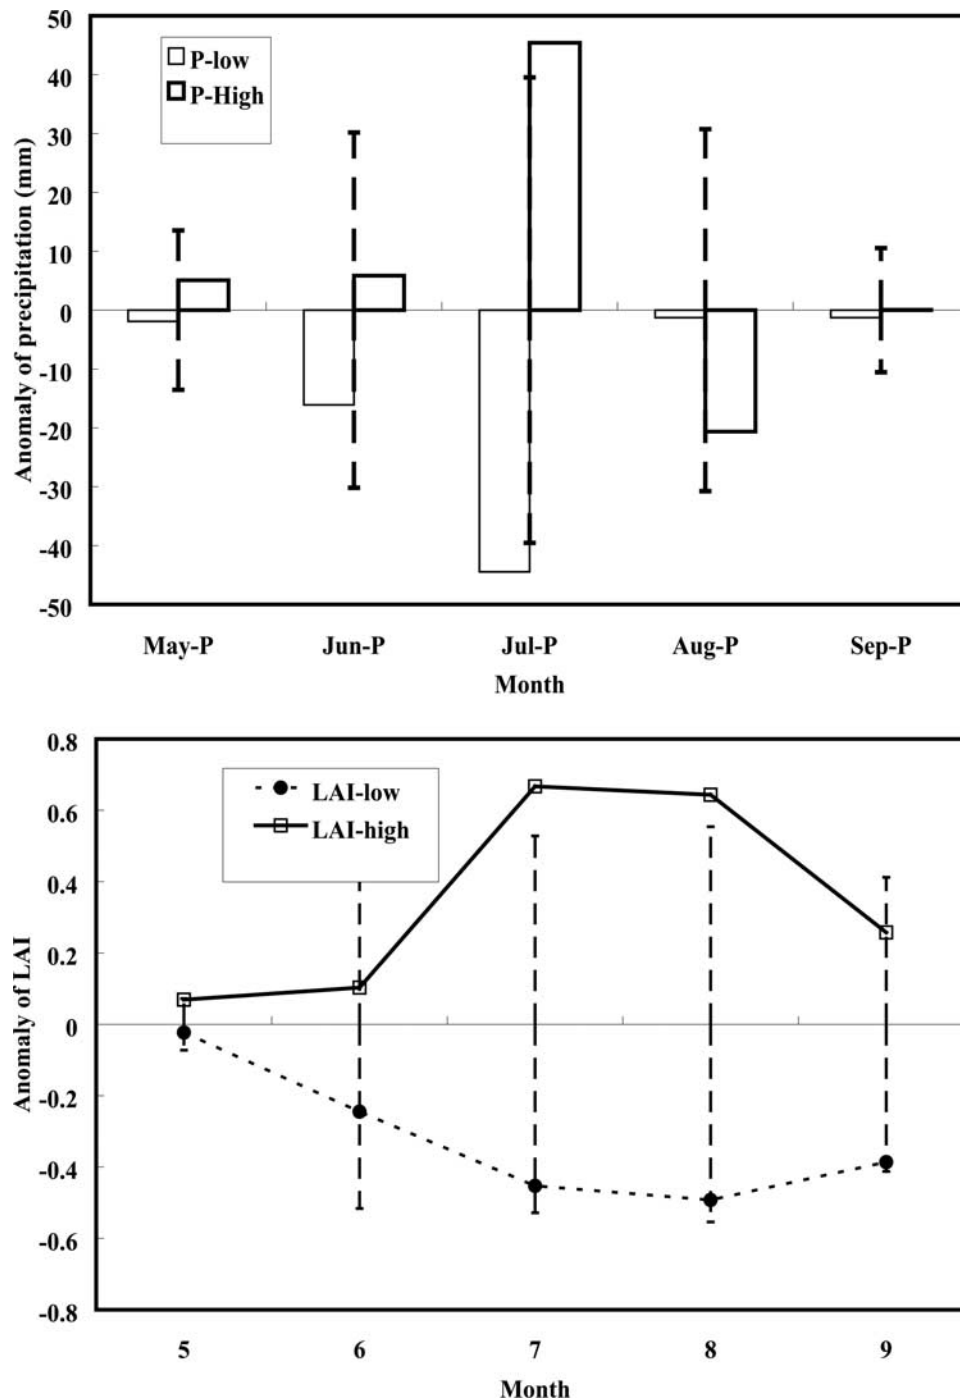 50
40
30
20
10
0
-10
-20
-30
-40
-50
Anomaly of precipitation (mm)
P-low
P-High
May-P Jun-P Jul-P Aug-P Sep-P
Month
0.8
0.6
0.4
0.2
0
-0.2
-0.4
-0.6
-0.8
Anomaly of LAI
LAI-low
LAI-high
5 6 7 8 9
Month